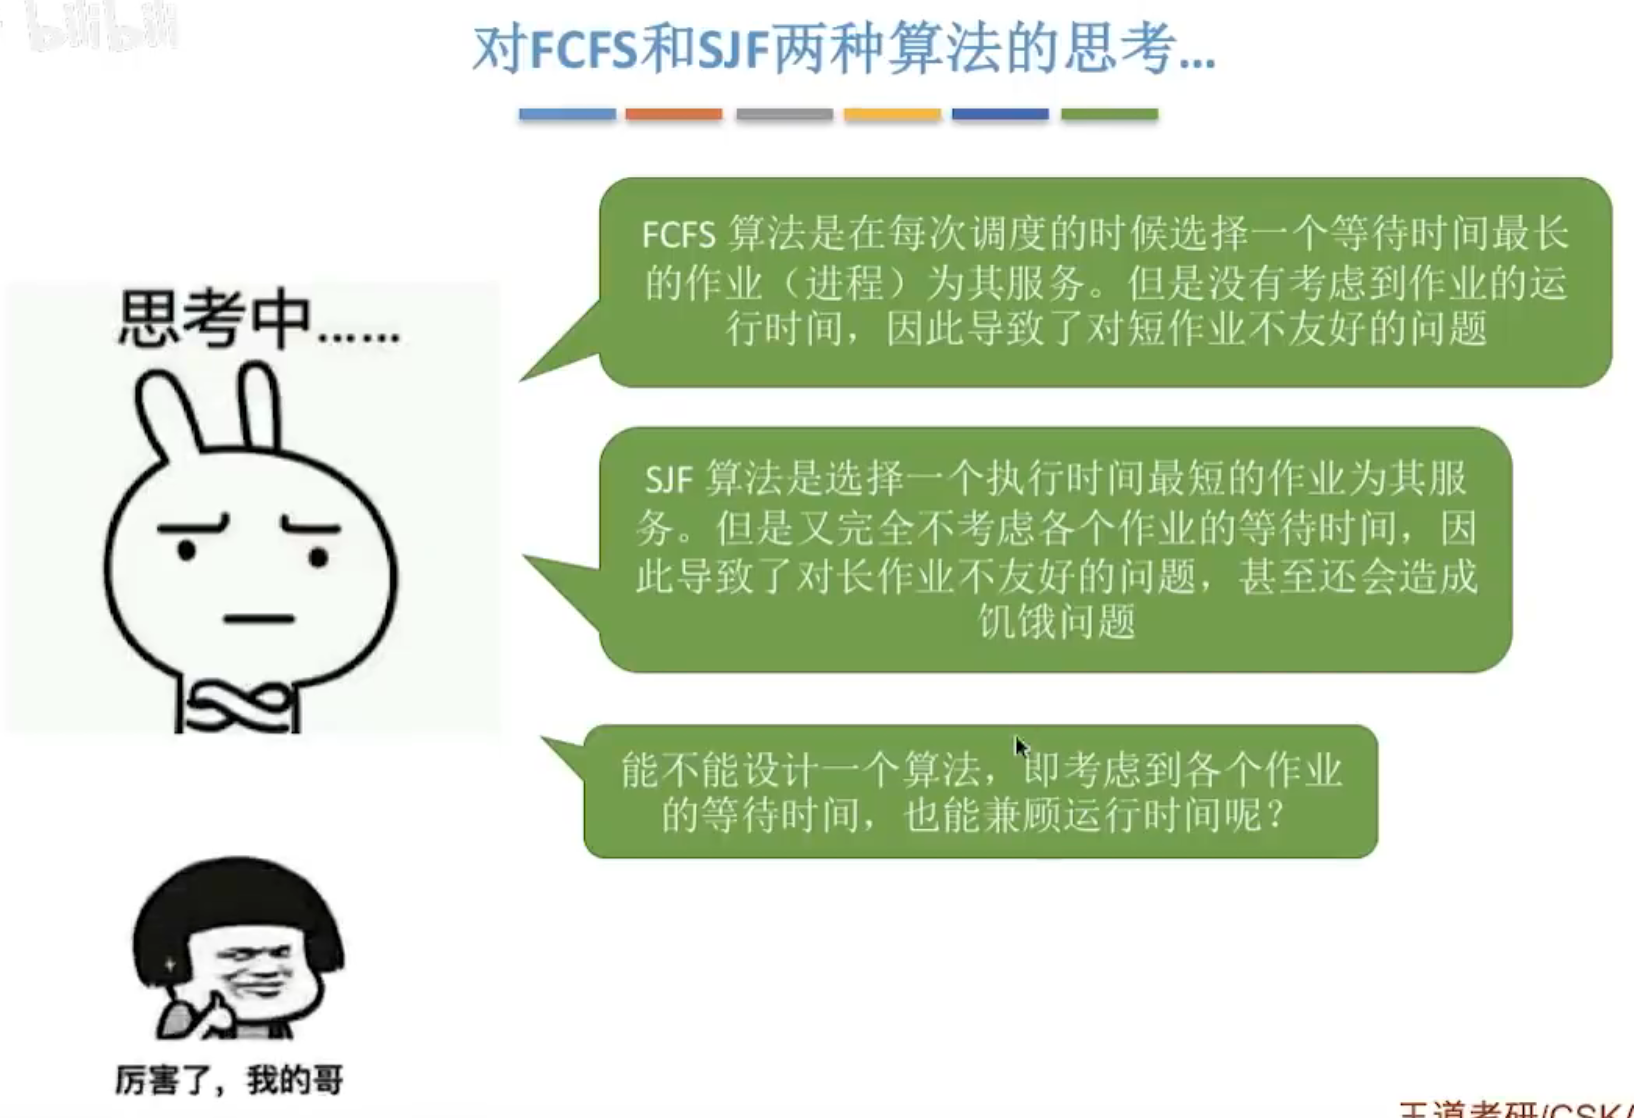 bilibili
对FCFS和SJF两种算法的思考...
FCFS 算法是在每次调度的时候选择一个等待时间最长
的作业（进程）为其服务。但是没有考虑到作业的运
行时间，因此导致了对短作业不友好的问题
思考中......
SJF 算法是选择一个执行时间最短的作业为其服
务。但是又完全不考虑各个作业的等待时间，因
此导致了对长作业不友好的问题，甚至还会造成
饥饿问题
能不能设计一个算法，即考虑到各个作业
的等待时间，也能兼顾运行时间呢？
厉害了，我的哥
王道考研/CSK